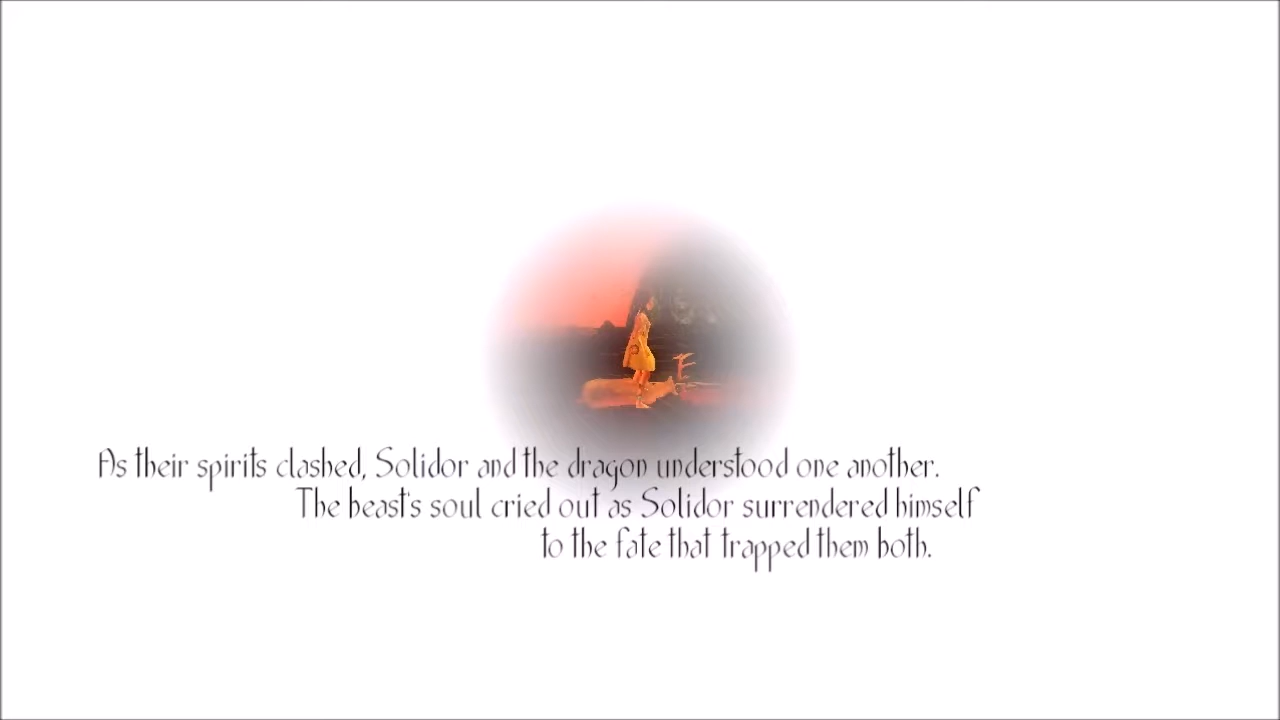 As their spirits clashed, Solidor and the dragon understood one another.
The beast's soul cried out as Solidor surrendered himself
to the fate that trapped them both.